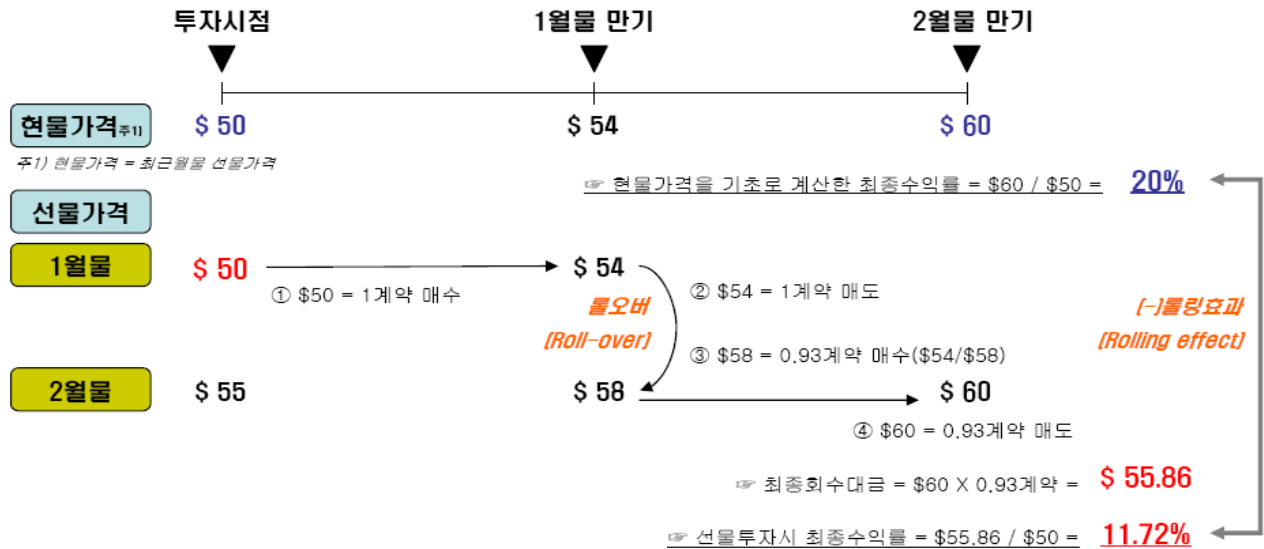 투자시점 1월물 만기 2월물 만기
현물가격주1) $ 50 $ 54 $ 60
주1) 현물가격 = 최근월물 선물가격
☞ 현물가격을 기초로 계산한 최종수익률 = $60 / $50 = 20%
선물가격
1월물 $ 50 $ 54
① $50 = 1계약 매수
② $54 = 1계약 매도
롤오버
(Roll-over)
(-)롤링효과
(Rolling effect)
③ $58 = 0.93계약 매수($54/$58)
2월물 $ 55 $ 58 $ 60
④ $60 = 0.93계약 매도
☞ 최종회수대금 = $60 X 0.93계약 = $ 55.86
☞ 선물투자시 최종수익률 = $55.86 / $50 = 11.72%